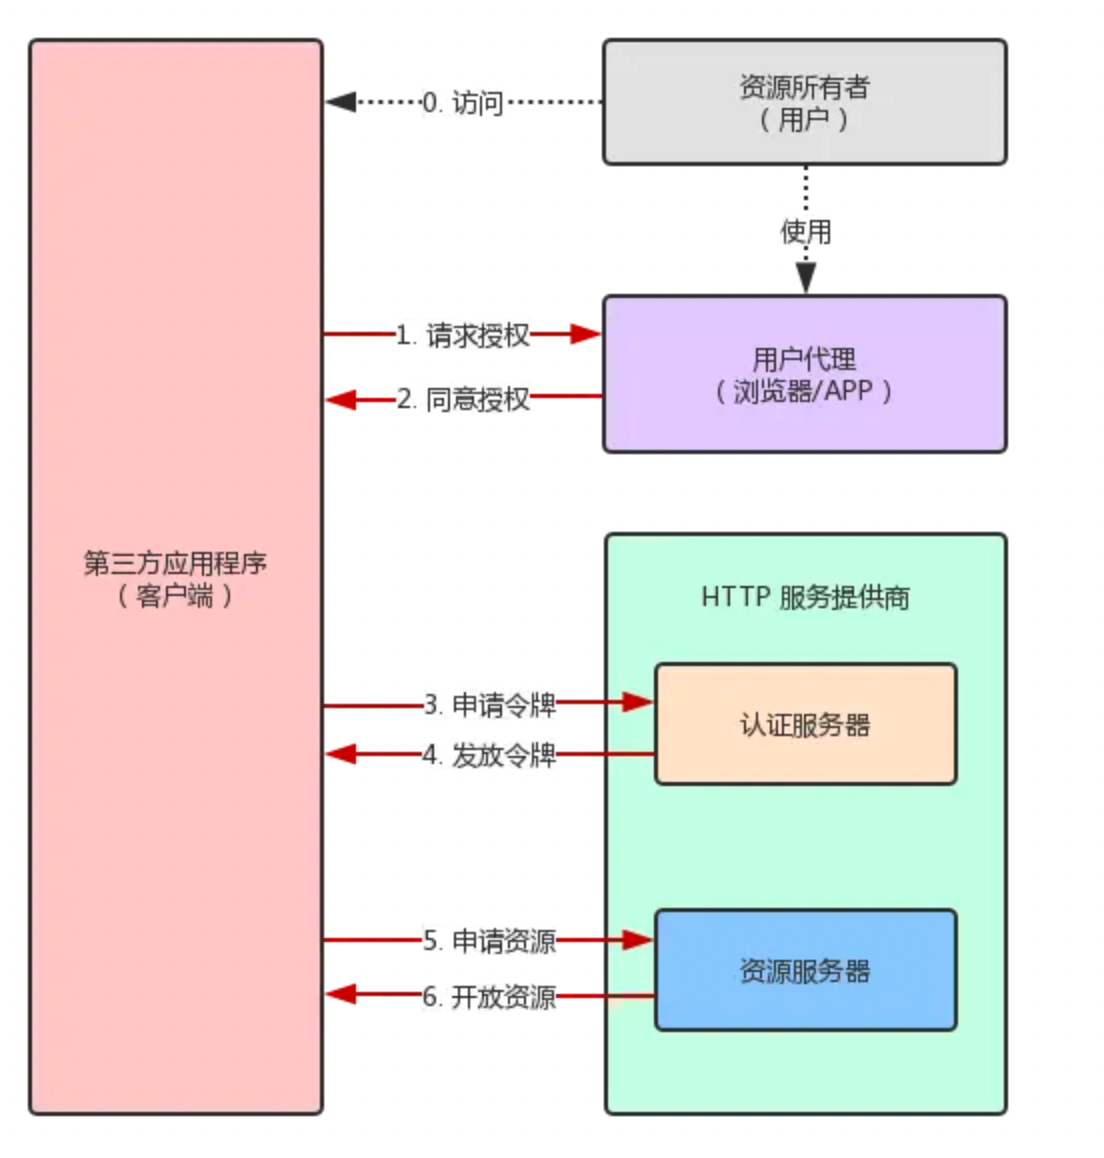 资源所有者
（用户）
0. 访问
使用
1. 请求授权
用户代理
（浏览器/APP）
2. 同意授权
第三方应用程序
（客户端）
HTTP 服务提供商
3. 申请令牌
认证服务器
4. 发放令牌
5. 申请资源
资源服务器
6. 开放资源